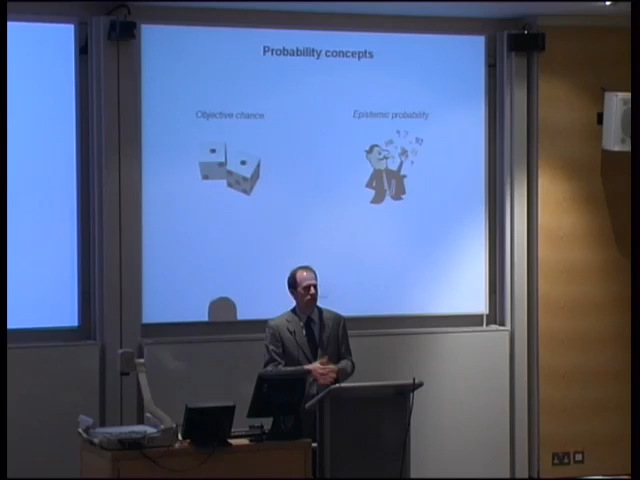 Probability concepts
Objective chance
Epistemic probability